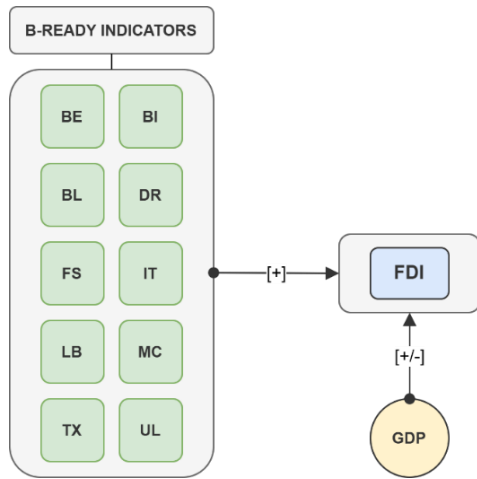 B-READY INDICATORS
BE BI
BL DR
FS IT
[+]
FDI
LB MC
[+/-]
TX UL
GDP